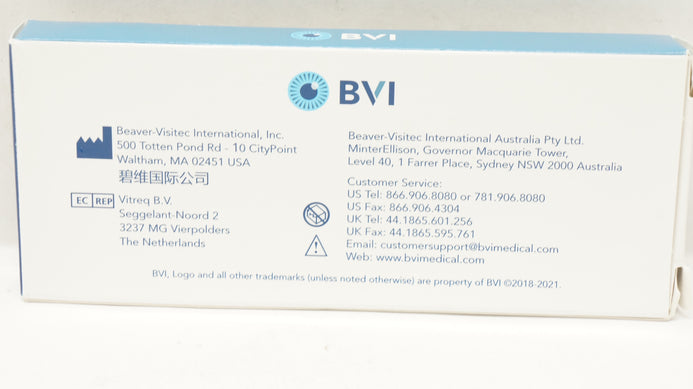 BVI
BVI
Beaver-Visitec International, Inc.
500 Totten Pond Rd - 10 CityPoint
Waltham, MA 02451 USA
碧维国际公司
EC REP
Vitreq B.V.
Seggelant-Noord 2
3237 MG Vierpolders
The Netherlands
Beaver-Visitec International Australia Pty Ltd.
MinterEllison, Governor Macquarie Tower,
Level 40, 1 Farrer Place, Sydney NSW 2000 Australia
Customer Service:
US Tel: 866.906.8080 or 781.906.8080
US Fax: 866.906.4304
UK Tel: 44.1865.601.256
UK Fax: 44.1865.595.761
Email: customersupport@bvimedical.com
Web: www.bvimedical.com
BVI, Logo and all other trademarks (unless noted otherwise) are property of BVI ©2018-2021.